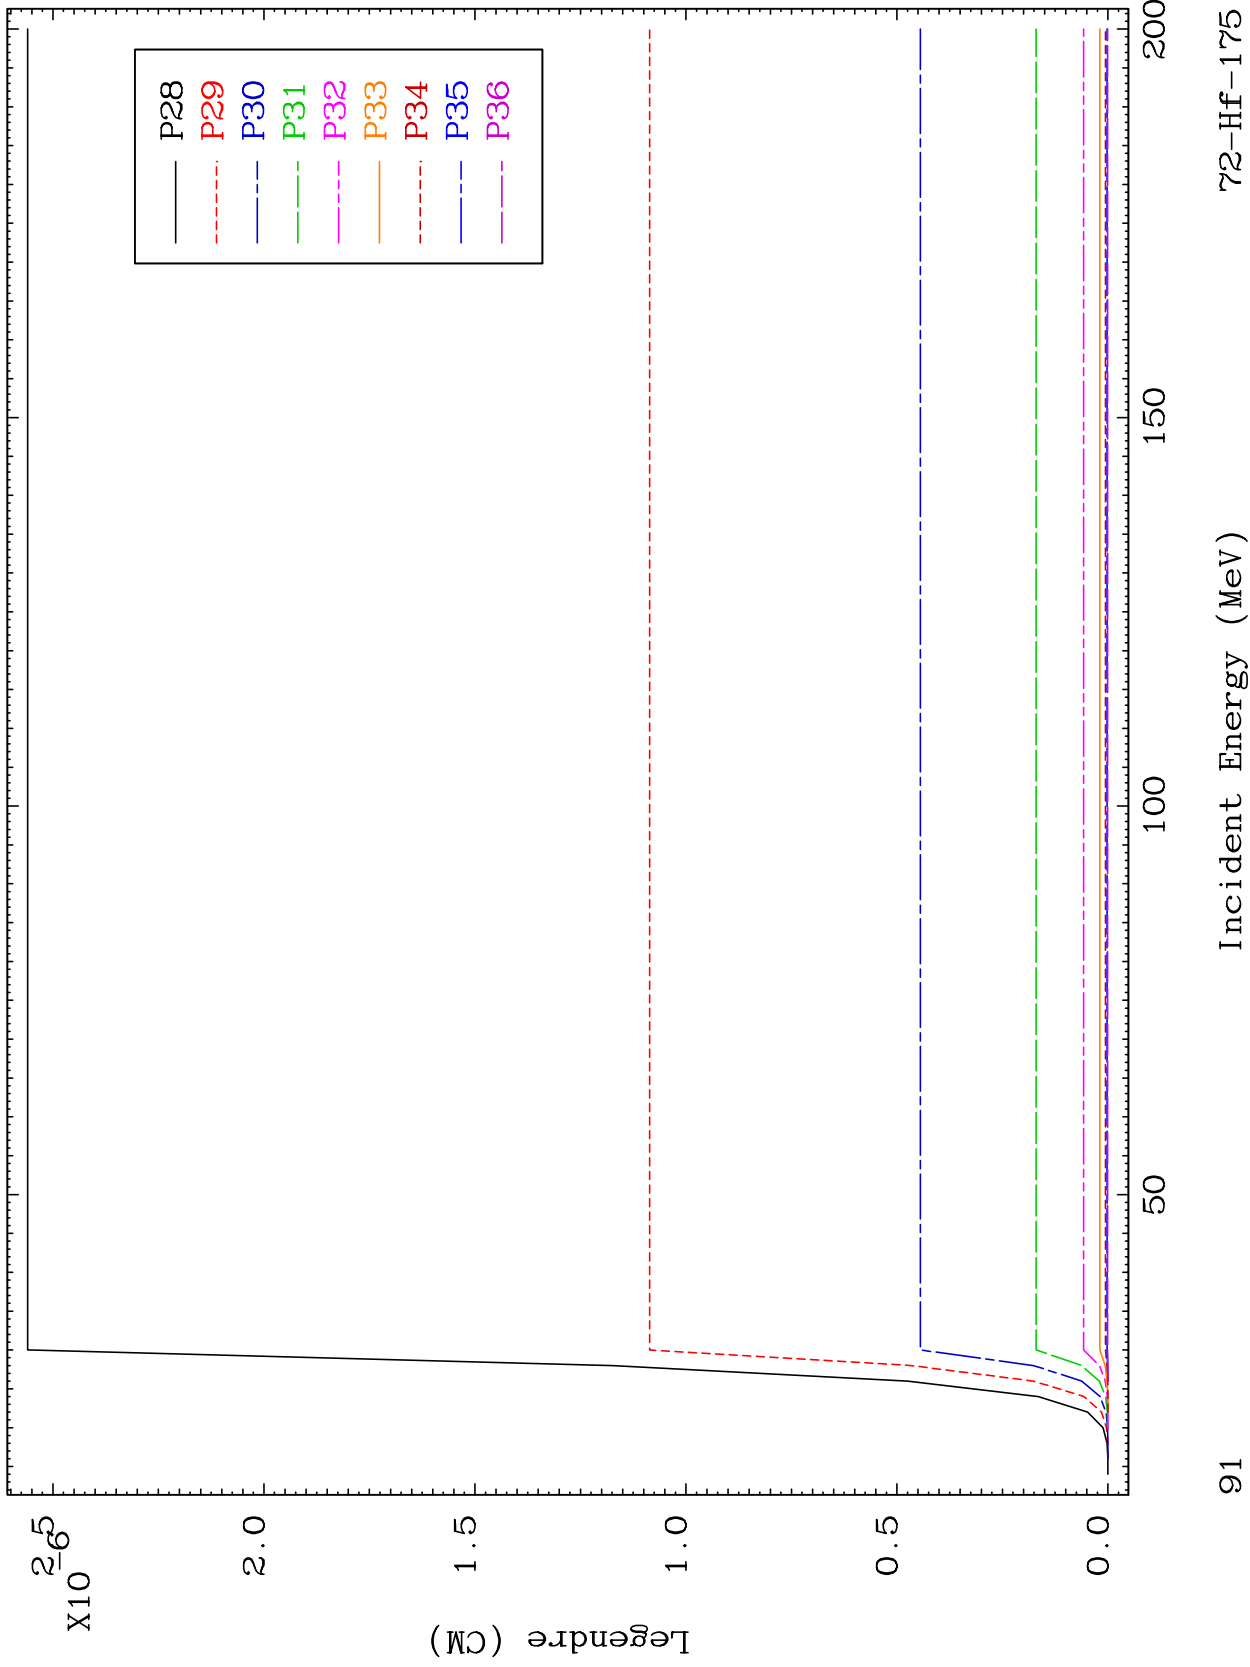 P28
P29
P30
P31
P32
P33
P34
P35
P36
X10
-6
2.5
2.0
1.5
1.0
0.5
0.0
Legendre (CM)
50
100
150
200
Incident Energy (MeV)
91
72-Hf-175